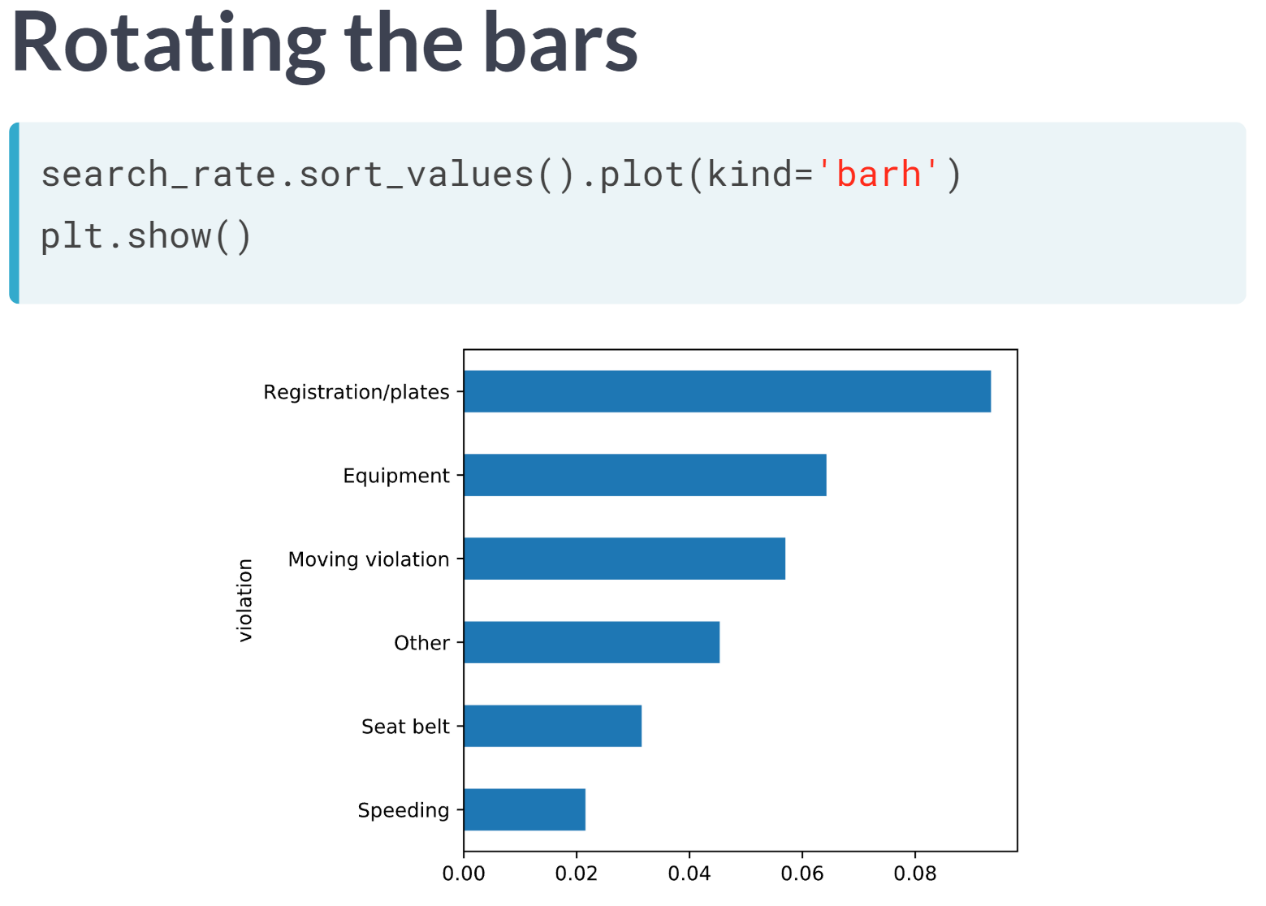 Rotating the bars
search_rate.sort_values().plot(kind='barh')
plt.show()
Registration/plates
Equipment
Moving violation
violation
Other
Seat belt
Speeding
0.00 0.02 0.04 0.06 0.08